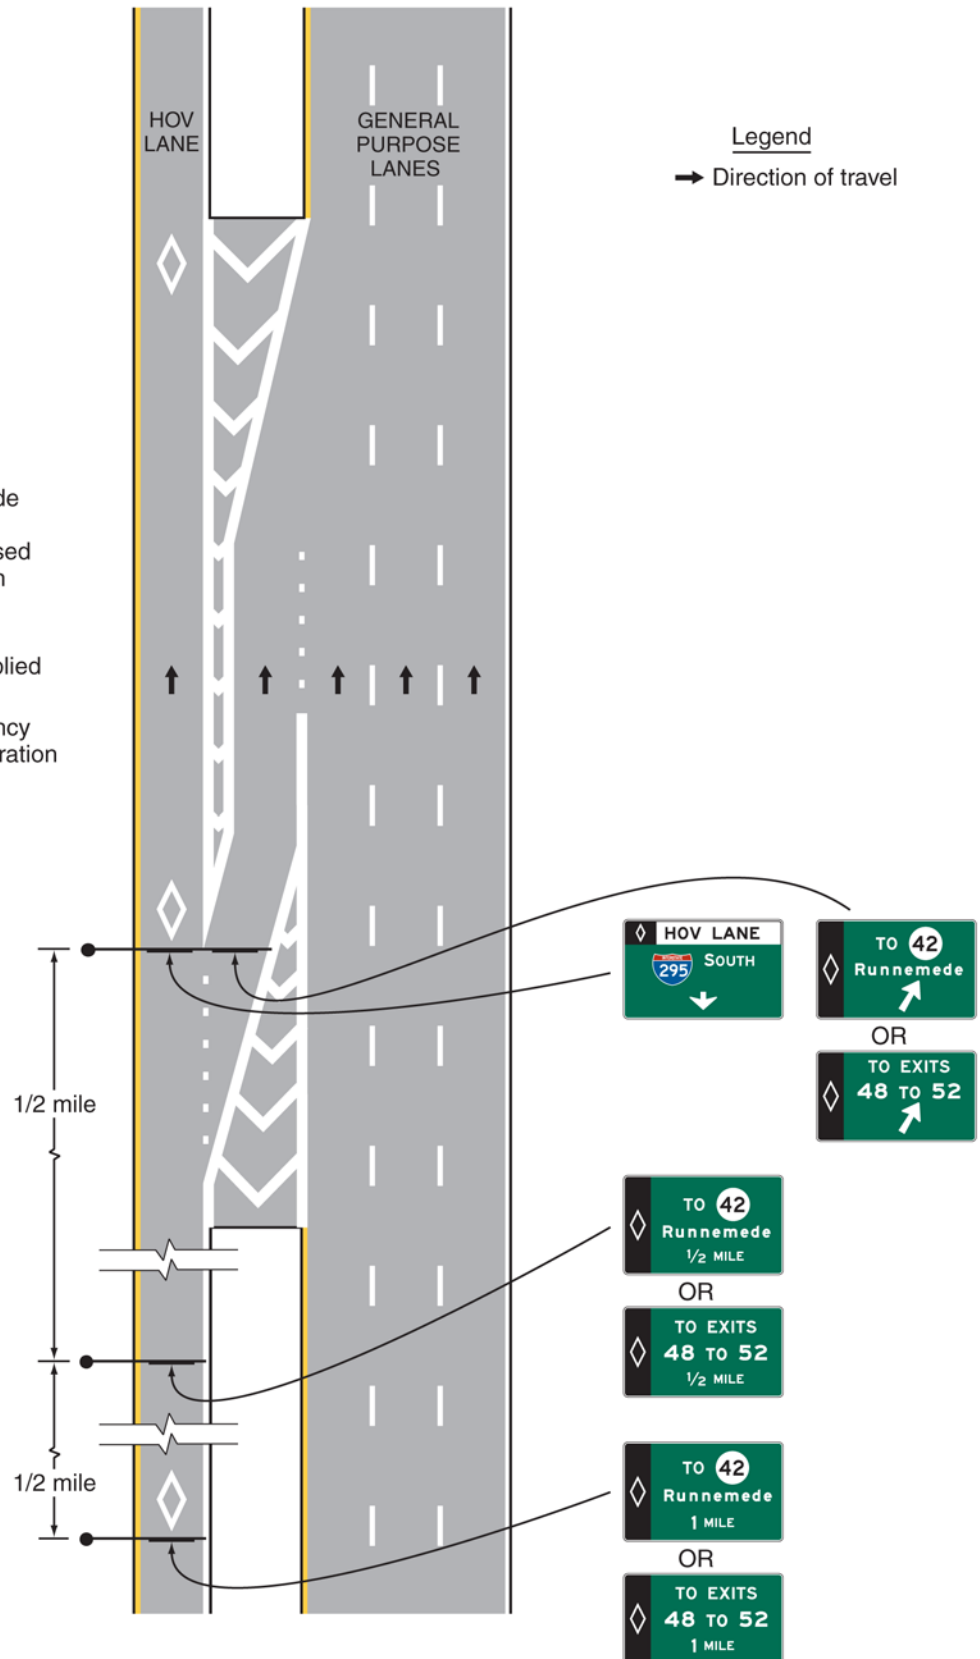 HOV
LANE
GENERAL
PURPOSE
LANES
Legend
Direction of travel
de
sed
n
plied
ncy
ration
HOV LANE
295
SOUTH
TO 42
Runnemede
OR
TO EXITS
48 TO 52
1/2 mile
TO 42
Runnemede
1/2 MILE
OR
TO EXITS
48 TO 52
1/2 MILE
1/2 mile
TO 42
Runnemede
1 MILE
OR
TO EXITS
48 TO 52
1 MILE